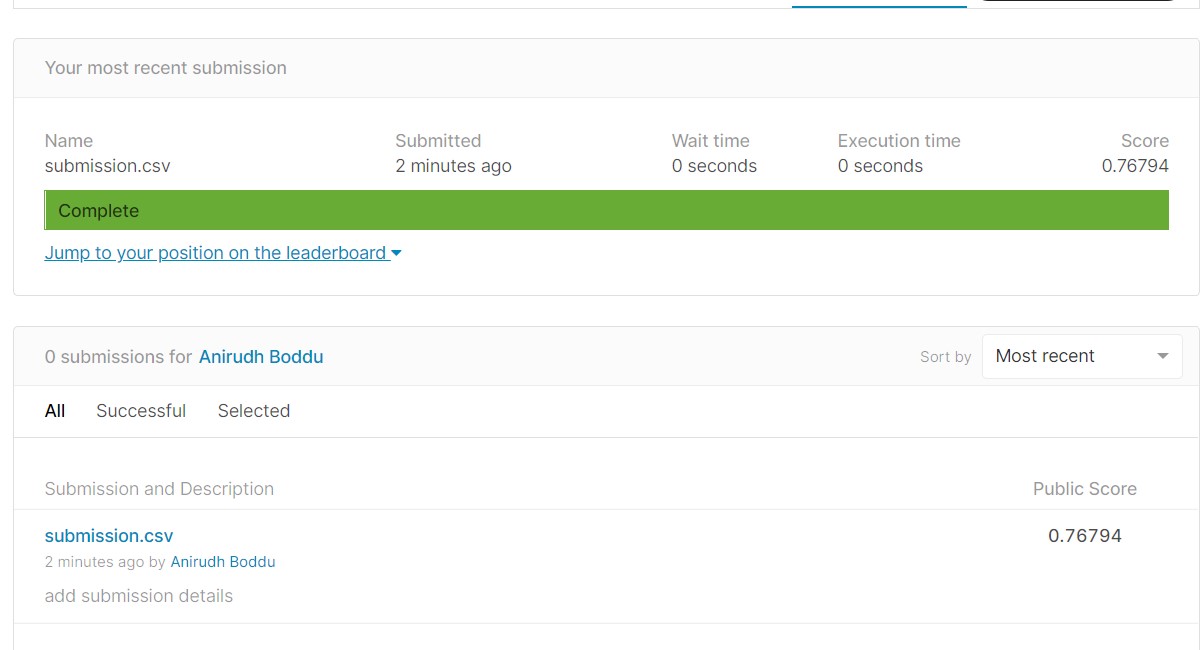 Your most recent submission
Name Submitted Wait time Execution time Score
submission.csv 2 minutes ago 0 seconds 0 seconds 0.76794
Complete
Jump to your position on the leaderboard
0 submissions for Anirudh Boddu Sort by Most recent
All Successful Selected
Submission and Description Public Score
submission.csv 0.76794
2 minutes ago by Anirudh Boddu
add submission details